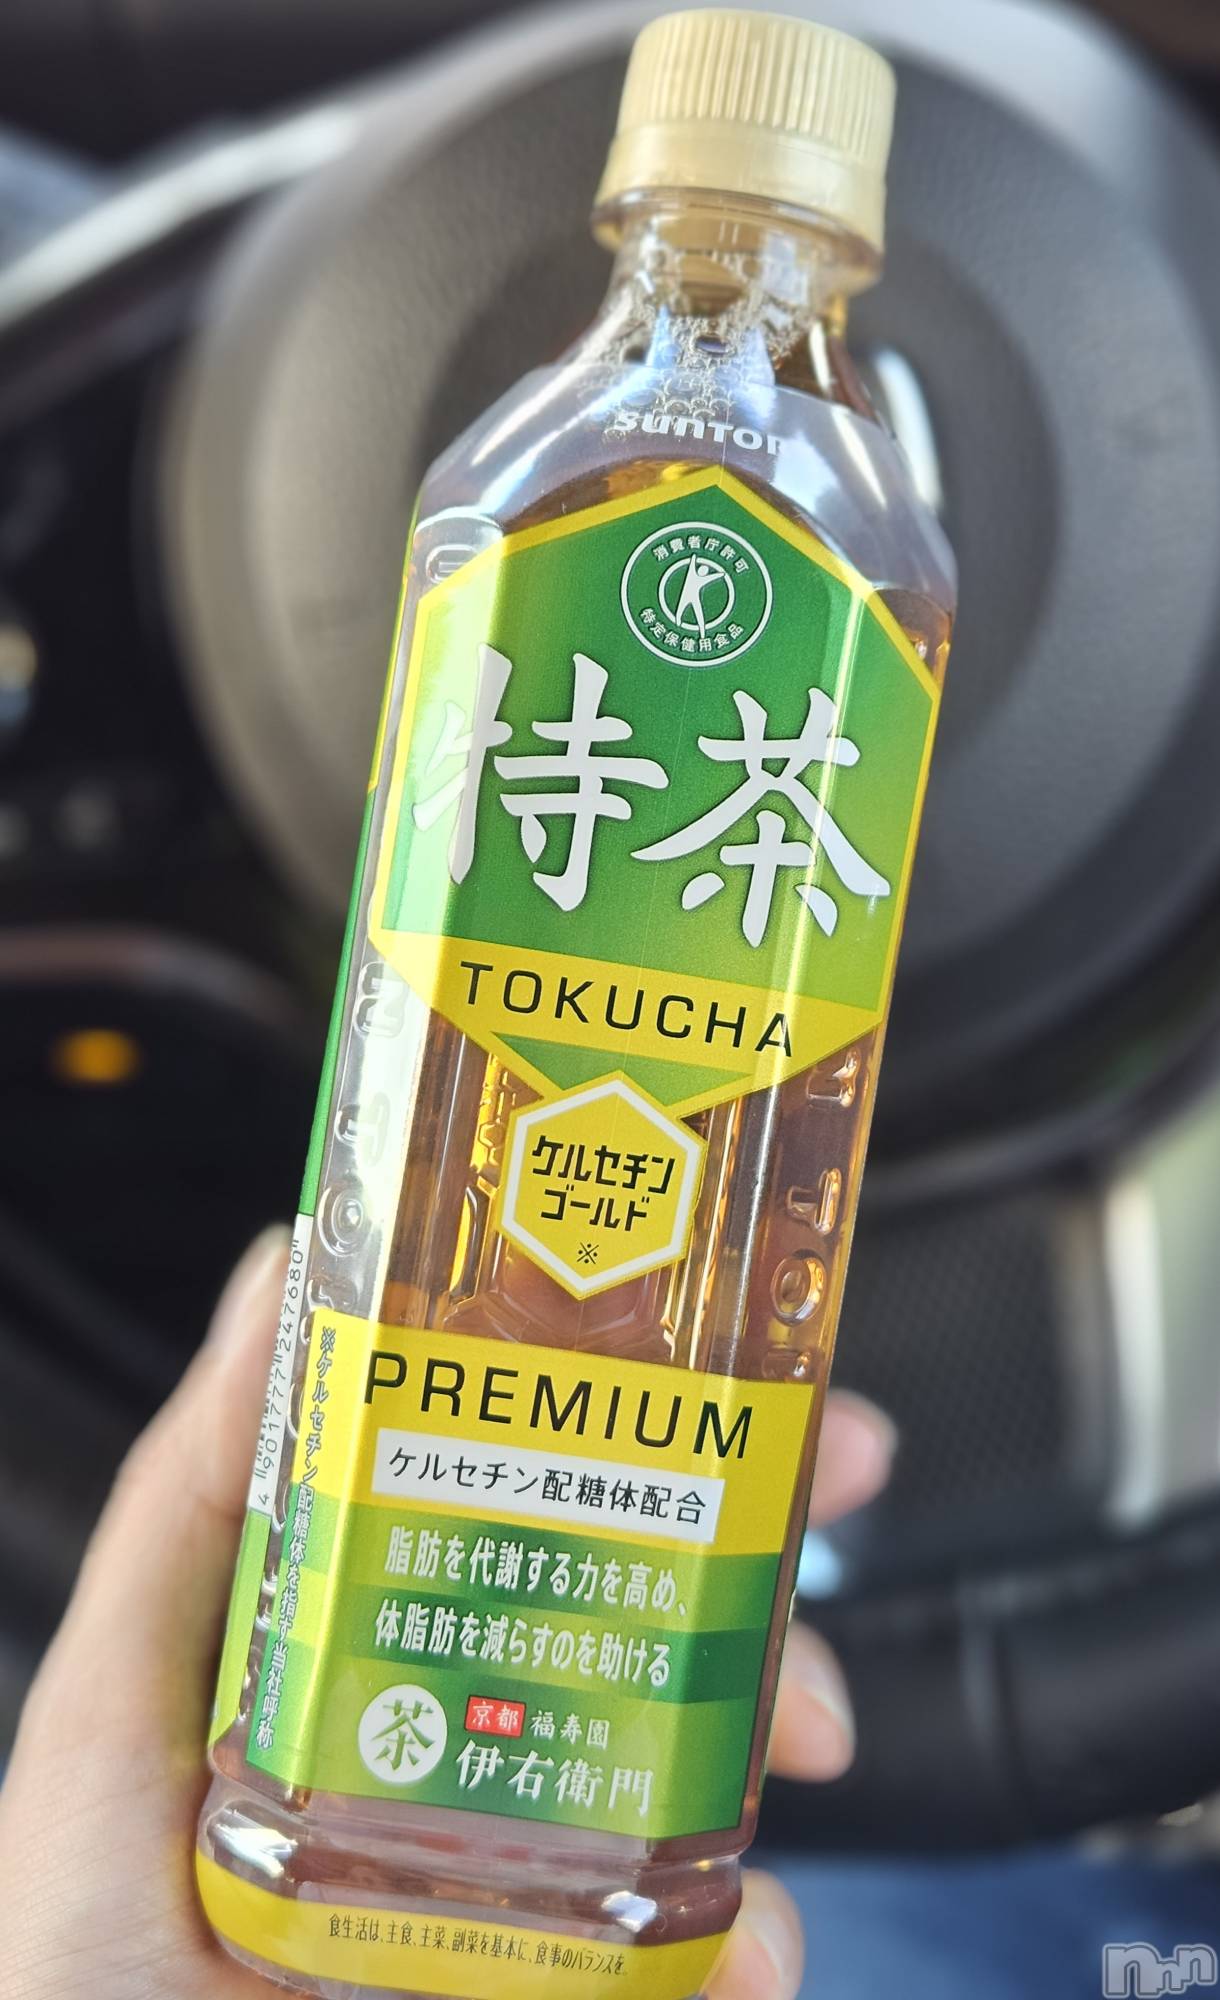 SUNTOR
消費者庁許可
特定保健用食品
特茶
TOKUCHA
ケルセチン
ゴールド
※
PREMIUM
ケルセチン配糖体配合
脂肪を代謝する力を高め、
体脂肪を減らすのを助ける
茶
京都 福寿園
伊右衛門
食生活は、主食、主菜、副菜を基本に、食事のバランスを。
※ケルセチン配糖体を指す当社呼称
4 901777 247680